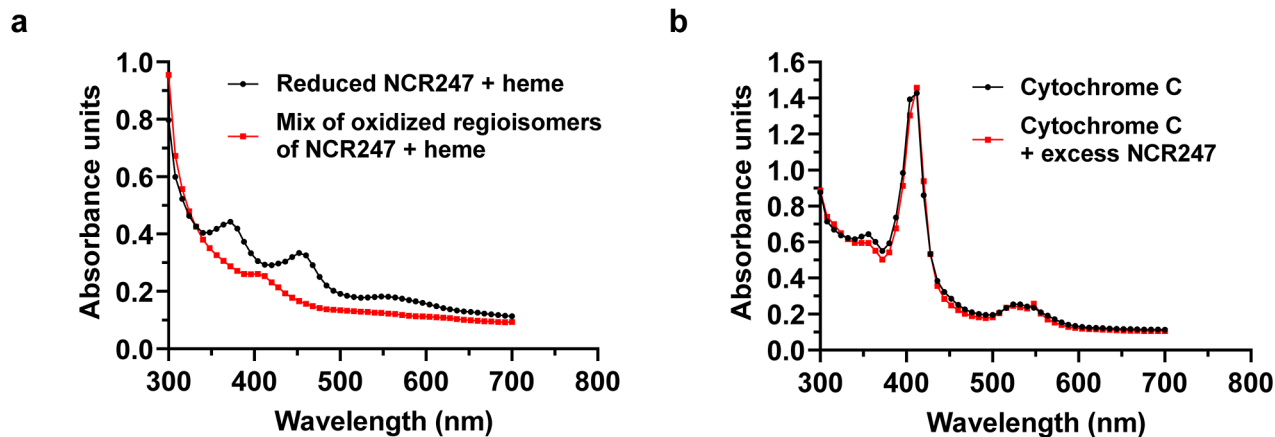 a
Absorbance units
1.0
0.8
0.6
0.4
0.2
0.0
300
400
500
600
700
800
Wavelength (nm)
Reduced NCR247 + heme
Mix of oxidized regioisomers
of NCR247 + heme
b
Absorbance units
1.6
1.4
1.2
1.0
0.8
0.6
0.4
0.2
0.0
300
400
500
600
700
800
Wavelength (nm)
Cytochrome C
Cytochrome C
+ excess NCR247